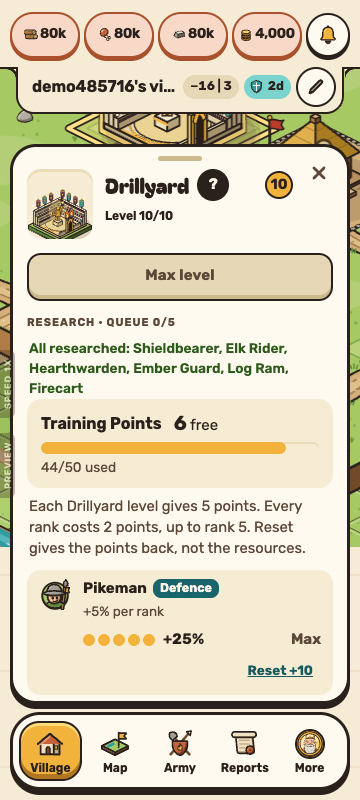 80k
80k
80k
4,000
demo485716's vi...
-16|3
2d
Drillyard
?
10
Level 10/10
Max level
RESEARCH • QUEUE 0/5
All researched: Shieldbearer, Elk Rider,
Hearthwarden, Ember Guard, Log Ram,
Firecart
SPEED 1X
PREVIEW
Training Points 6 free
44/50 used
Each Drillyard level gives 5 points. Every
rank costs 2 points, up to rank 5. Reset
gives the points back, not the resources.
Pikeman Defence
+5% per rank
+25% Max
Reset +10
Village
Map
Army
Reports
More